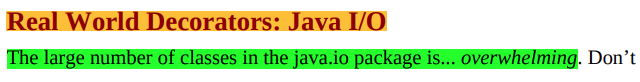 Real World Decorators: Java I/O
The large number of classes in the java.io package is... overwhelming. Don’t